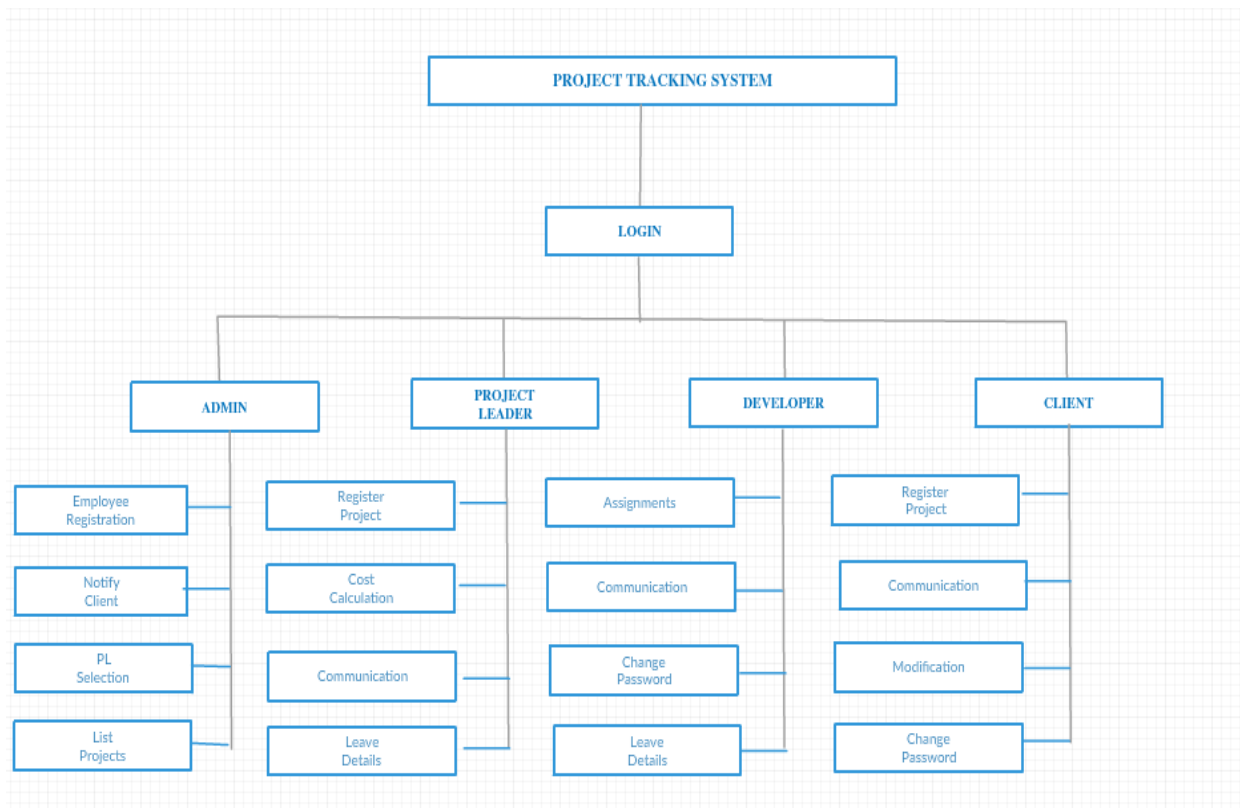 PROJECT TRACKING SYSTEM
LOGIN
ADMIN
PROJECT
LEADER
DEVELOPER
CLIENT
Employee
Registration
Notify
Client
PL
Selection
List
Projects
Register
Project
Cost
Calculation
Communication
Leave
Details
Assignments
Communication
Change
Password
Leave
Details
Register
Project
Communication
Modification
Change
Password